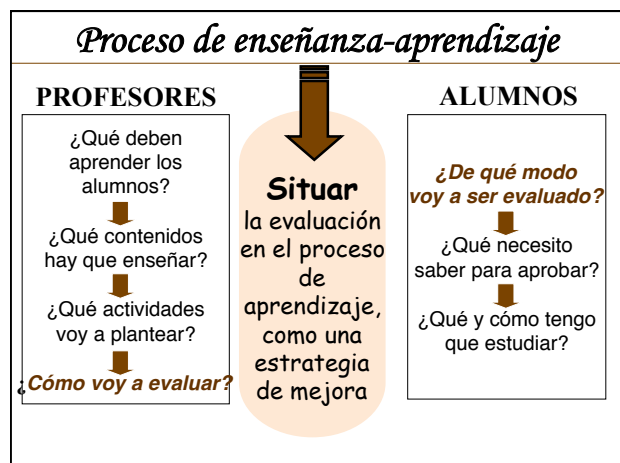 Proceso de enseñanza-aprendizaje
PROFESORES
¿Qué deben
aprender los
alumnos?
¿Qué contenidos
hay que enseñar?
¿Qué actividades
voy a plantear?
¿Cómo voy a evaluar?
Situar
la evaluación
en el proceso
de
aprendizaje,
como una
estrategia
de mejora
ALUMNOS
¿De qué modo
voy a ser evaluado?
¿Qué necesito
saber para aprobar?
¿Qué y cómo tengo
que estudiar?